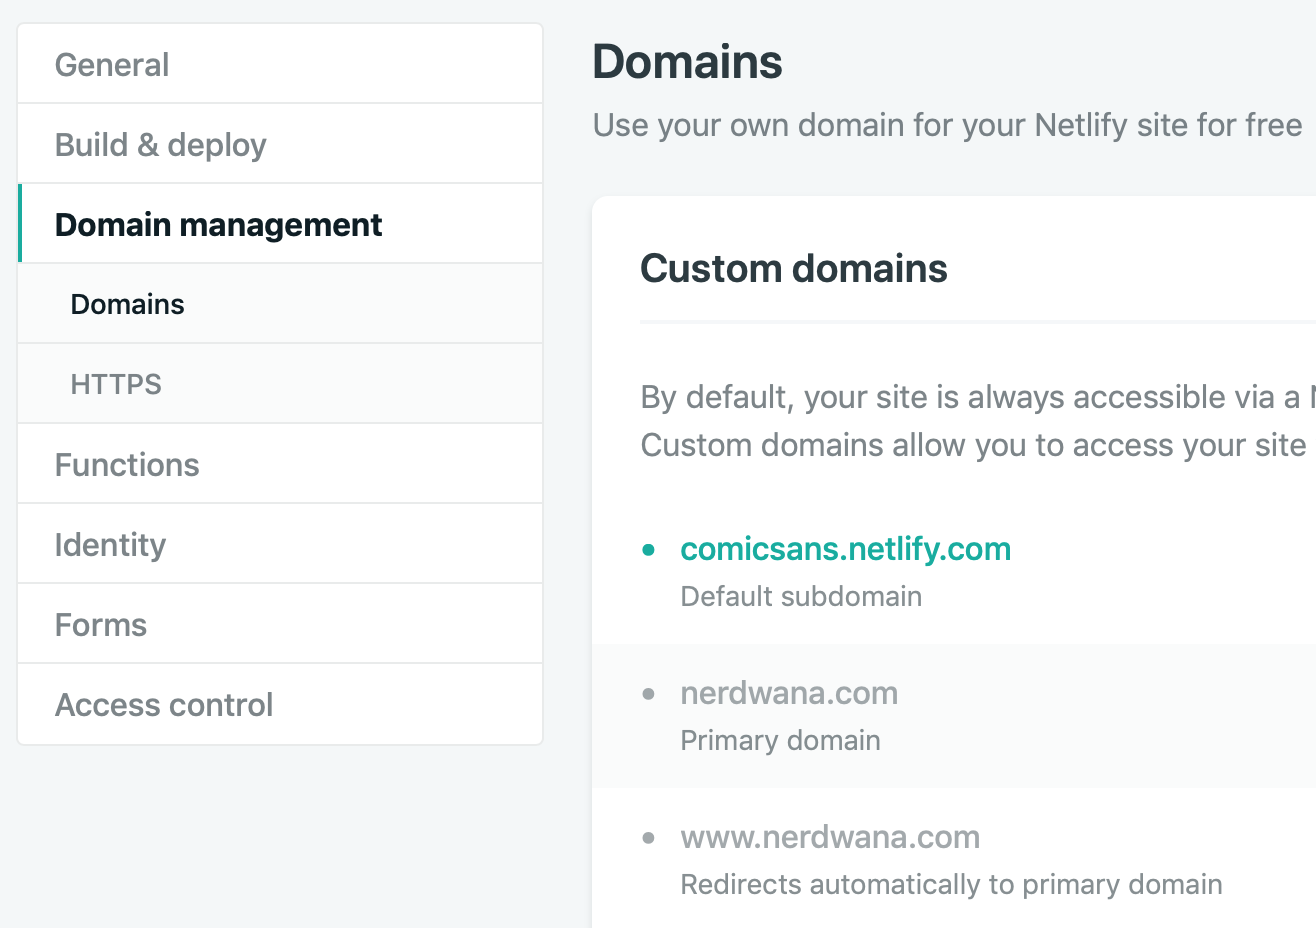 General
Build & deploy
Domain management
Domains
HTTPS
Functions
Identity
Forms
Access control
Domains
Use your own domain for your Netlify site for free
Custom domains
By default, your site is always accessible via a
Custom domains allow you to access your site
comicsans.netlify.com
Default subdomain
nerdwana.com
Primary domain
www.nerdwana.com
Redirects automatically to primary domain